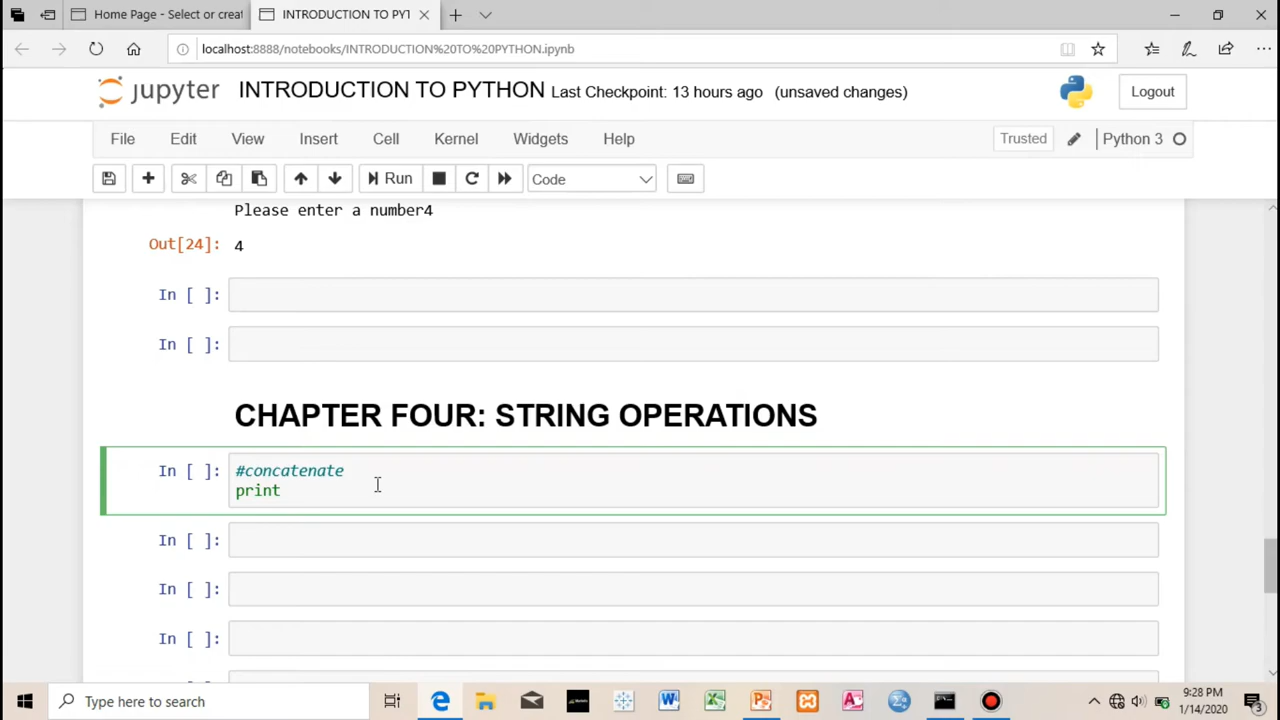 Home Page - Select or creat
INTRODUCTION TO PYT
localhost:8888/notebooks/INTRODUCTION%20TO%20PYTHON.ipynb
jupyter INTRODUCTION TO PYTHON Last Checkpoint: 13 hours ago (unsaved changes)
Logout
File Edit View Insert Cell Kernel Widgets Help
Trusted Python 3
Run Code
Please enter a number4
Out[24]: 4
In [ ]:
In [ ]:
CHAPTER FOUR: STRING OPERATIONS
In [ ]: #concatenate
print
In [ ]:
In [ ]:
In [ ]:
Type here to search
9:28 PM
1/14/2020
3